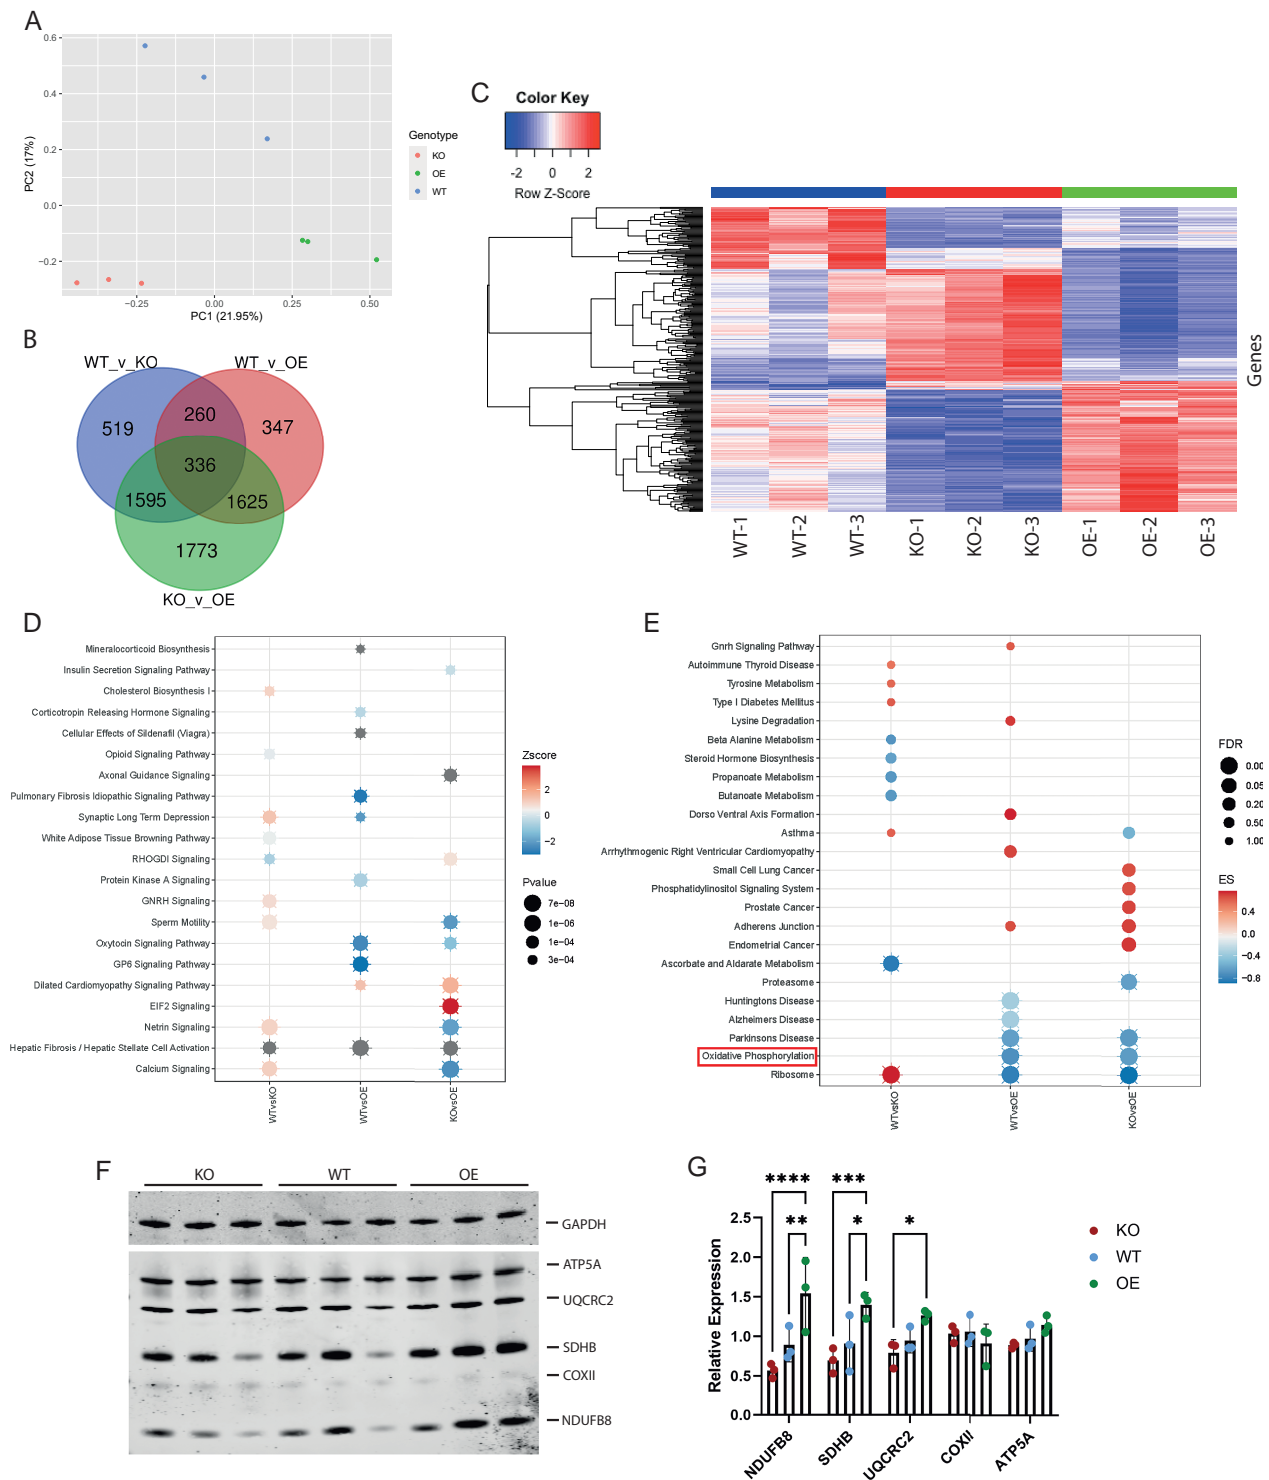 A
0.6
0.4
0.2
0.0
−0.2
−0.25
0.00
0.25
0.50
PC2 (17%)
PC1 (21.95%)
Genotype
KO
OE
WT
B
WT_v_KO
WT_v_OE
519
260
347
336
1595
1625
1773
KO_v_OE
C
Color Key
-2
0
2
Row Z-Score
Genes
WT-1
WT-2
WT-3
KO-1
KO-2
KO-3
OE-1
OE-2
OE-3
D
Mineralocorticoid Biosynthesis
Insulin Secretion Signaling Pathway
Cholesterol Biosynthesis I
Corticotropin Releasing Hormone Signaling
Cellular Effects of Sildenafil (Viagra)
Opioid Signaling Pathway
Axonal Guidance Signaling
Pulmonary Fibrosis Idiopathic Signaling Pathway
Synaptic Long Term Depression
White Adipose Tissue Browning Pathway
RHOGDI Signaling
Protein Kinase A Signaling
GNRH Signaling
Sperm Motility
Oxytocin Signaling Pathway
GP6 Signaling Pathway
Dilated Cardiomyopathy Signaling Pathway
EIF2 Signaling
Netrin Signaling
Hepatic Fibrosis / Hepatic Stellate Cell Activation
Calcium Signaling
WTvsKO
WTvsOE
KOvsOE
Zscore
2
0
−2
Pvalue
7e−08
1e−06
1e−04
3e−04
E
Gnrh Signaling Pathway
Autoimmune Thyroid Disease
Tyrosine Metabolism
Type I Diabetes Mellitus
Lysine Degradation
Beta Alanine Metabolism
Steroid Hormone Biosynthesis
Propanoate Metabolism
Butanoate Metabolism
Dorso Ventral Axis Formation
Asthma
Arrhythmogenic Right Ventricular Cardiomyopathy
Small Cell Lung Cancer
Phosphatidylinositol Signaling System
Prostate Cancer
Adherens Junction
Endometrial Cancer
Ascorbate and Aldarate Metabolism
Proteasome
Huntingtons Disease
Alzheimers Disease
Parkinsons Disease
Oxidative Phosphorylation
Ribosome
WTvsKO
WTvsOE
KOvsOE
FDR
0.00
0.05
0.20
0.50
1.00
ES
0.4
0.0
−0.4
−0.8
F
KO
WT
OE
GAPDH
ATP5A
UQCRC2
SDHB
COXII
NDUFB8
G
**** ***
** * *
2.5
2.0
1.5
1.0
0.5
0.0
Relative Expression
NDUFB8
SDHB
UQCRC2
COXII
ATP5A
KO
WT
OE